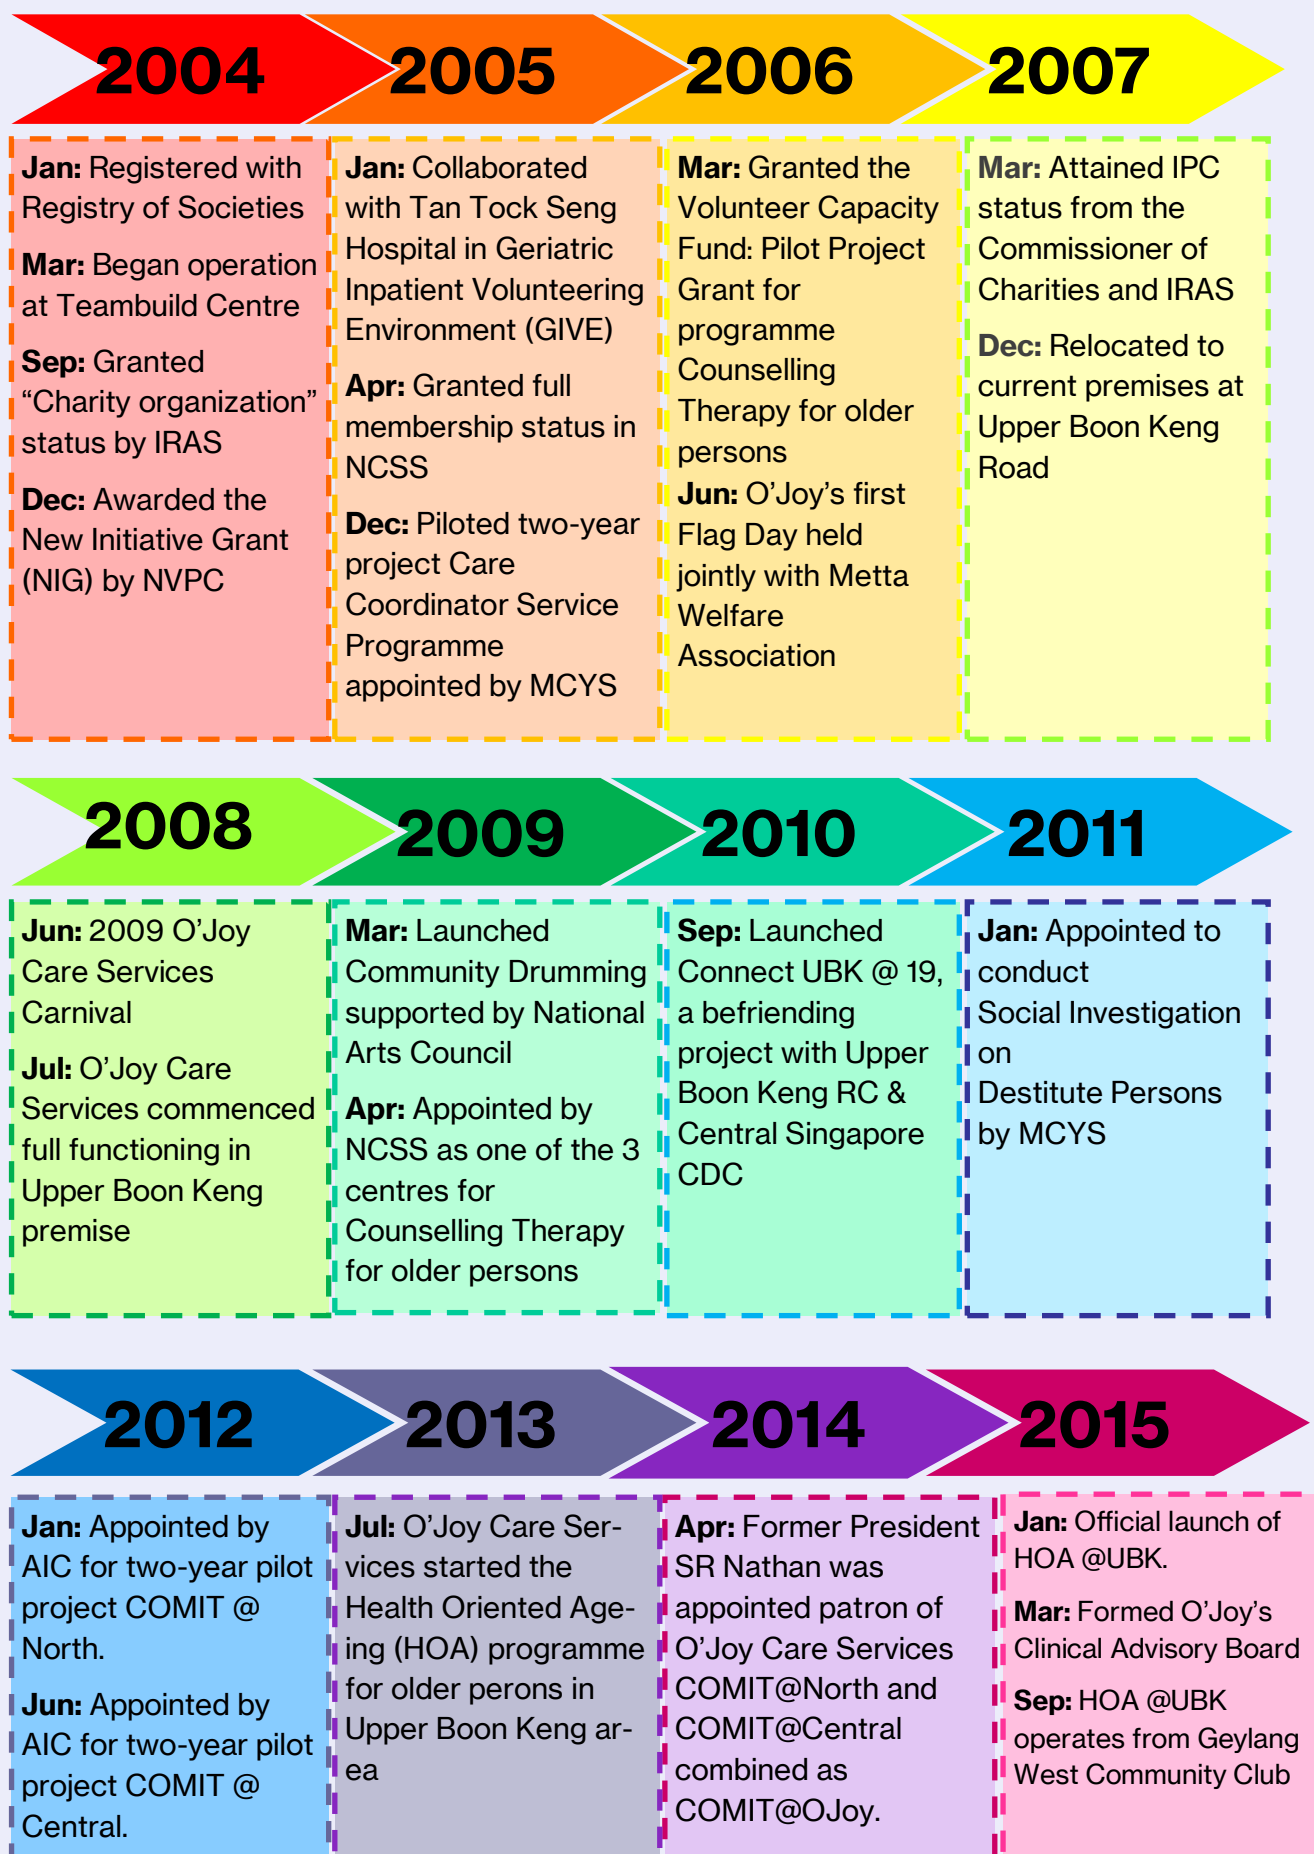 2004
2005
2006
2007
Jan: Registered with
Registry of Societies
Mar: Began operation
at Teambuild Centre
Sep: Granted
“Charity organization”
status by IRAS
Dec: Awarded the
New Initiative Grant
(NIG) by NVPC
Jan: Collaborated
with Tan Tock Seng
Hospital in Geriatric
Inpatient Volunteering
Environment (GIVE)
Apr: Granted full
membership status in
NCSS
Dec: Piloted two-year
project Care
Coordinator Service
Programme
appointed by MCYS
Mar: Granted the
Volunteer Capacity
Fund: Pilot Project
Grant for
programme
Counselling
Therapy for older
persons
Jun: O’Joy’s first
Flag Day held
jointly with Metta
Welfare
Association
Mar: Attained IPC
status from the
Commissioner of
Charities and IRAS
Dec: Relocated to
current premises at
Upper Boon Keng
Road
2008
2009
2010
2011
Jun: 2009 O’Joy
Care Services
Carnival
Jul: O’Joy Care
Services commenced
full functioning in
Upper Boon Keng
premise
Mar: Launched
Community Drumming
supported by National
Arts Council
Apr: Appointed by
NCSS as one of the 3
centres for
Counselling Therapy
for older persons
Sep: Launched
Connect UBK @ 19,
a befriending
project with Upper
Boon Keng RC &
Central Singapore
CDC
Jan: Appointed to
conduct
Social Investigation
on
Destitute Persons
by MCYS
2012
2013
2014
2015
Jan: Appointed by
AIC for two-year pilot
project COMIT @
North.
Jun: Appointed by
AIC for two-year pilot
project COMIT @
Central.
Jul: O’Joy Care Ser-
vices started the
Health Oriented Age-
ing (HOA) programme
for older perons in
Upper Boon Keng ar-
ea
Apr: Former President
SR Nathan was
appointed patron of
O’Joy Care Services
COMIT@North and
COMIT@Central
combined as
COMIT@OJoy.
Jan: Official launch of
HOA @UBK.
Mar: Formed O’Joy’s
Clinical Advisory Board
Sep: HOA @UBK
operates from Geylang
West Community Club